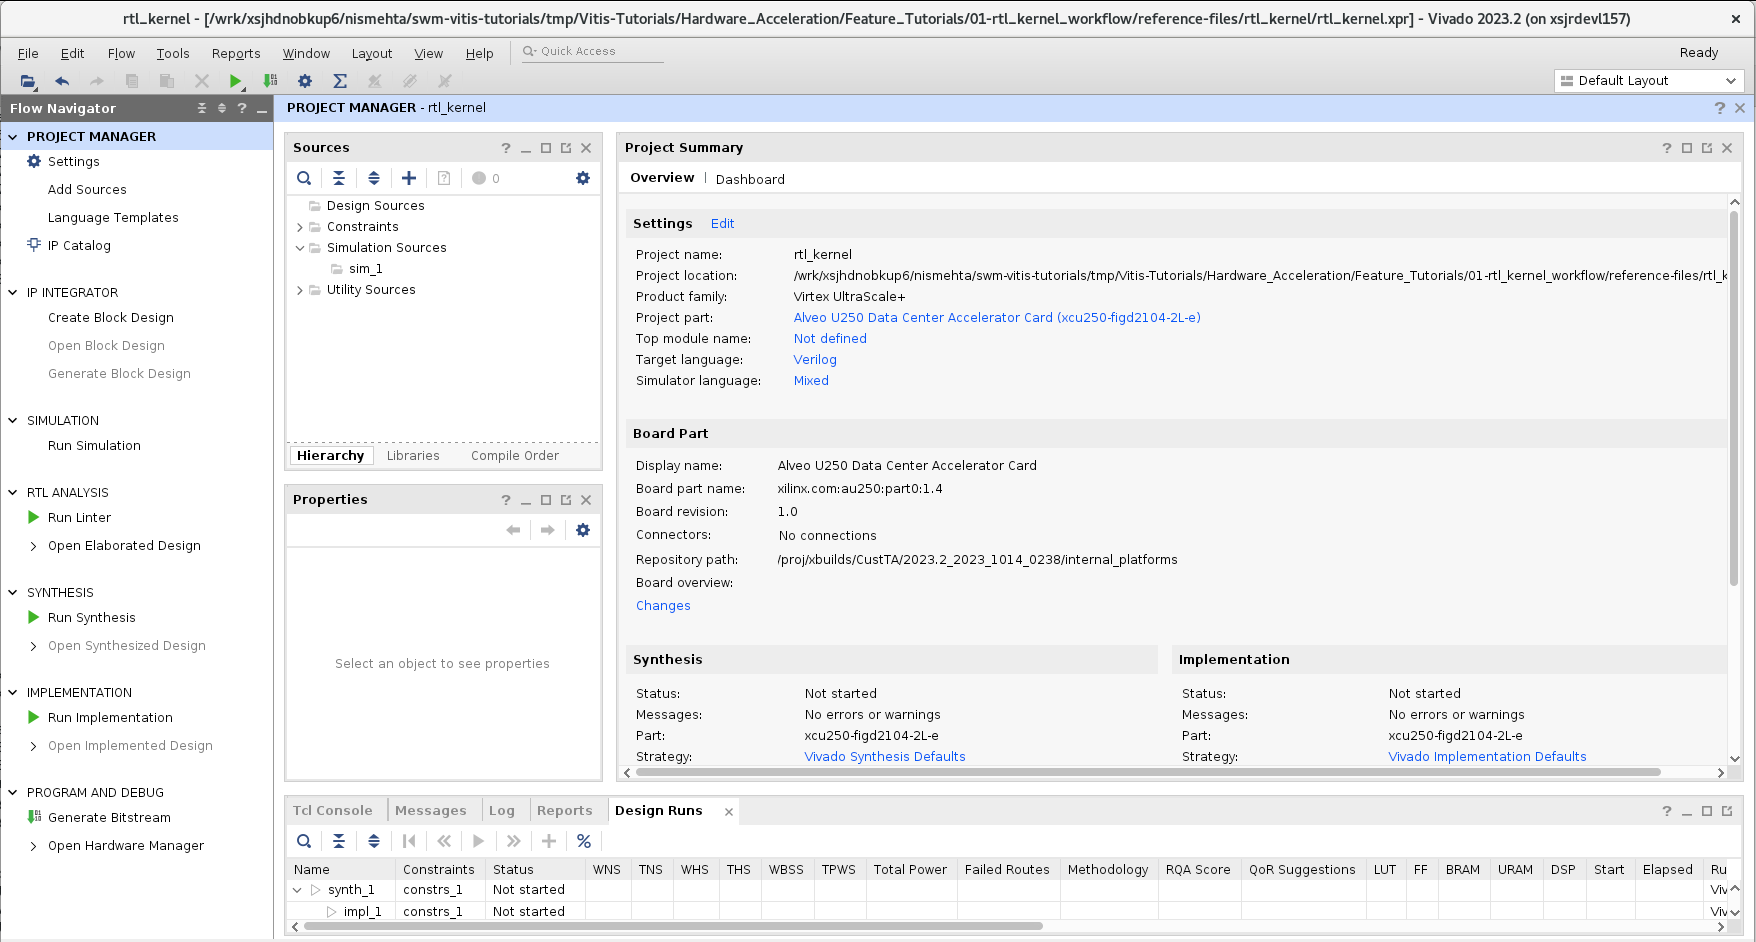 rtl_kernel - [/wrk/xsjhdnobkup6/nismehta/swm-vitis-tutorials/tmp/Vitis-Tutorials/Hardware_Acceleration/Feature_Tutorials/01-rtl_kernel_workflow/reference-files/rtl_kernel/rtl_kernel.xpr] - Vivado 2023.2 (on xsjrdevl157)
File Edit Flow Tools Reports Window Layout View Help Quick Access Ready
Default Layout
Flow Navigator
PROJECT MANAGER
Settings
Add Sources
Language Templates
IP Catalog
IP INTEGRATOR
Create Block Design
Open Block Design
Generate Block Design
SIMULATION
Run Simulation
RTL ANALYSIS
Run Linter
Open Elaborated Design
SYNTHESIS
Run Synthesis
Open Synthesized Design
IMPLEMENTATION
Run Implementation
Open Implemented Design
PROGRAM AND DEBUG
Generate Bitstream
Open Hardware Manager
PROJECT MANAGER - rtl_kernel
Sources
0
Design Sources
Constraints
Simulation Sources
sim_1
Utility Sources
Hierarchy Libraries Compile Order
Properties
Select an object to see properties
Project Summary
Overview | Dashboard
Settings Edit
Project name: rtl_kernel
Project location: /wrk/xsjhdnobkup6/nismehta/swm-vitis-tutorials/tmp/Vitis-Tutorials/Hardware_Acceleration/Feature_Tutorials/01-rtl_kernel_workflow/reference-files/rtl_k
Product family: Virtex UltraScale+
Project part: Alveo U250 Data Center Accelerator Card (xcu250-figd2104-2L-e)
Top module name: Not defined
Target language: Verilog
Simulator language: Mixed
Board Part
Display name: Alveo U250 Data Center Accelerator Card
Board part name: xilinx.com:au250:part0:1.4
Board revision: 1.0
Connectors: No connections
Repository path: /proj/xbuilds/CustTA/2023.2_2023_1014_0238/internal_platforms
Board overview:
Changes
Synthesis
Status: Not started
Messages: No errors or warnings
Part: xcu250-figd2104-2L-e
Strategy: Vivado Synthesis Defaults
Implementation
Status: Not started
Messages: No errors or warnings
Part: xcu250-figd2104-2L-e
Strategy: Vivado Implementation Defaults
Tcl Console Messages Log Reports Design Runs
Name Constraints Status WNS TNS WHS THS WBSS TPWS Total Power Failed Routes Methodology RQA Score QoR Suggestions LUT FF BRAM URAM DSP Start Elapsed Ru
synth_1 constrs_1 Not started Viv
impl_1 constrs_1 Not started Viv